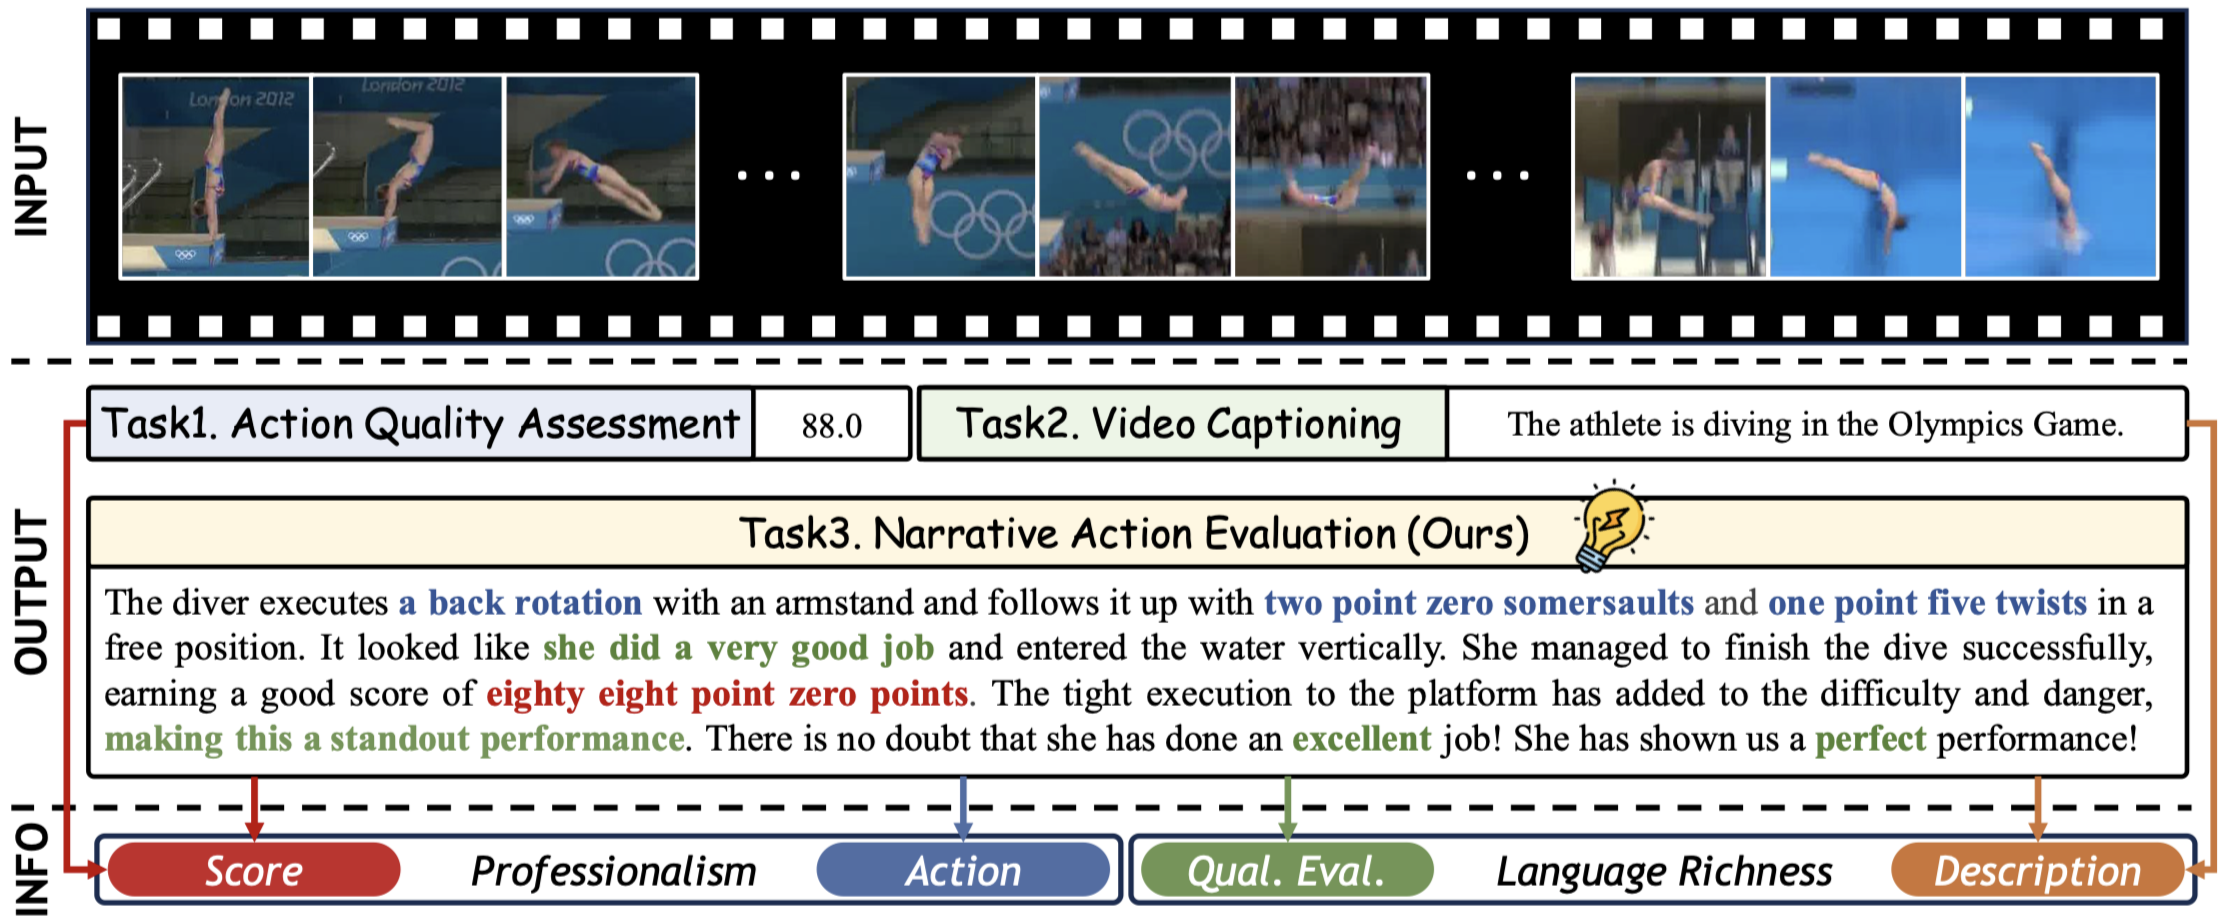 INPUT
London 2012
London 2012
Task1. Action Quality Assessment
88.0
Task2. Video Captioning
The athlete is diving in the Olympics Game.
OUTPUT
Task3. Narrative Action Evaluation (Ours)
The diver executes a back rotation with an armstand and follows it up with two point zero somersaults and one point five twists in a
free position. It looked like she did a very good job and entered the water vertically. She managed to finish the dive successfully,
earning a good score of eighty eight point zero points. The tight execution to the platform has added to the difficulty and danger,
making this a standout performance. There is no doubt that she has done an excellent job! She has shown us a perfect performance!
INFO
Score
Professionalism
Action
Qual. Eval.
Language Richness
Description